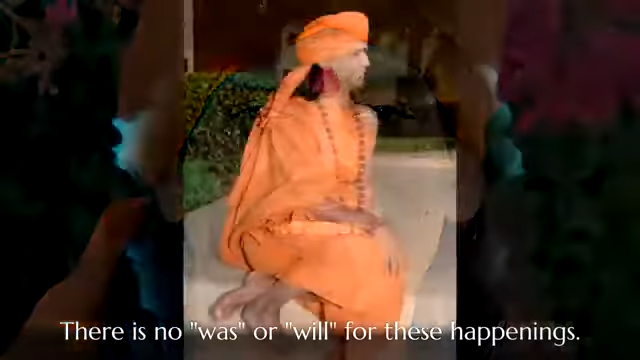 There is no "was" or "will" for these happenings.